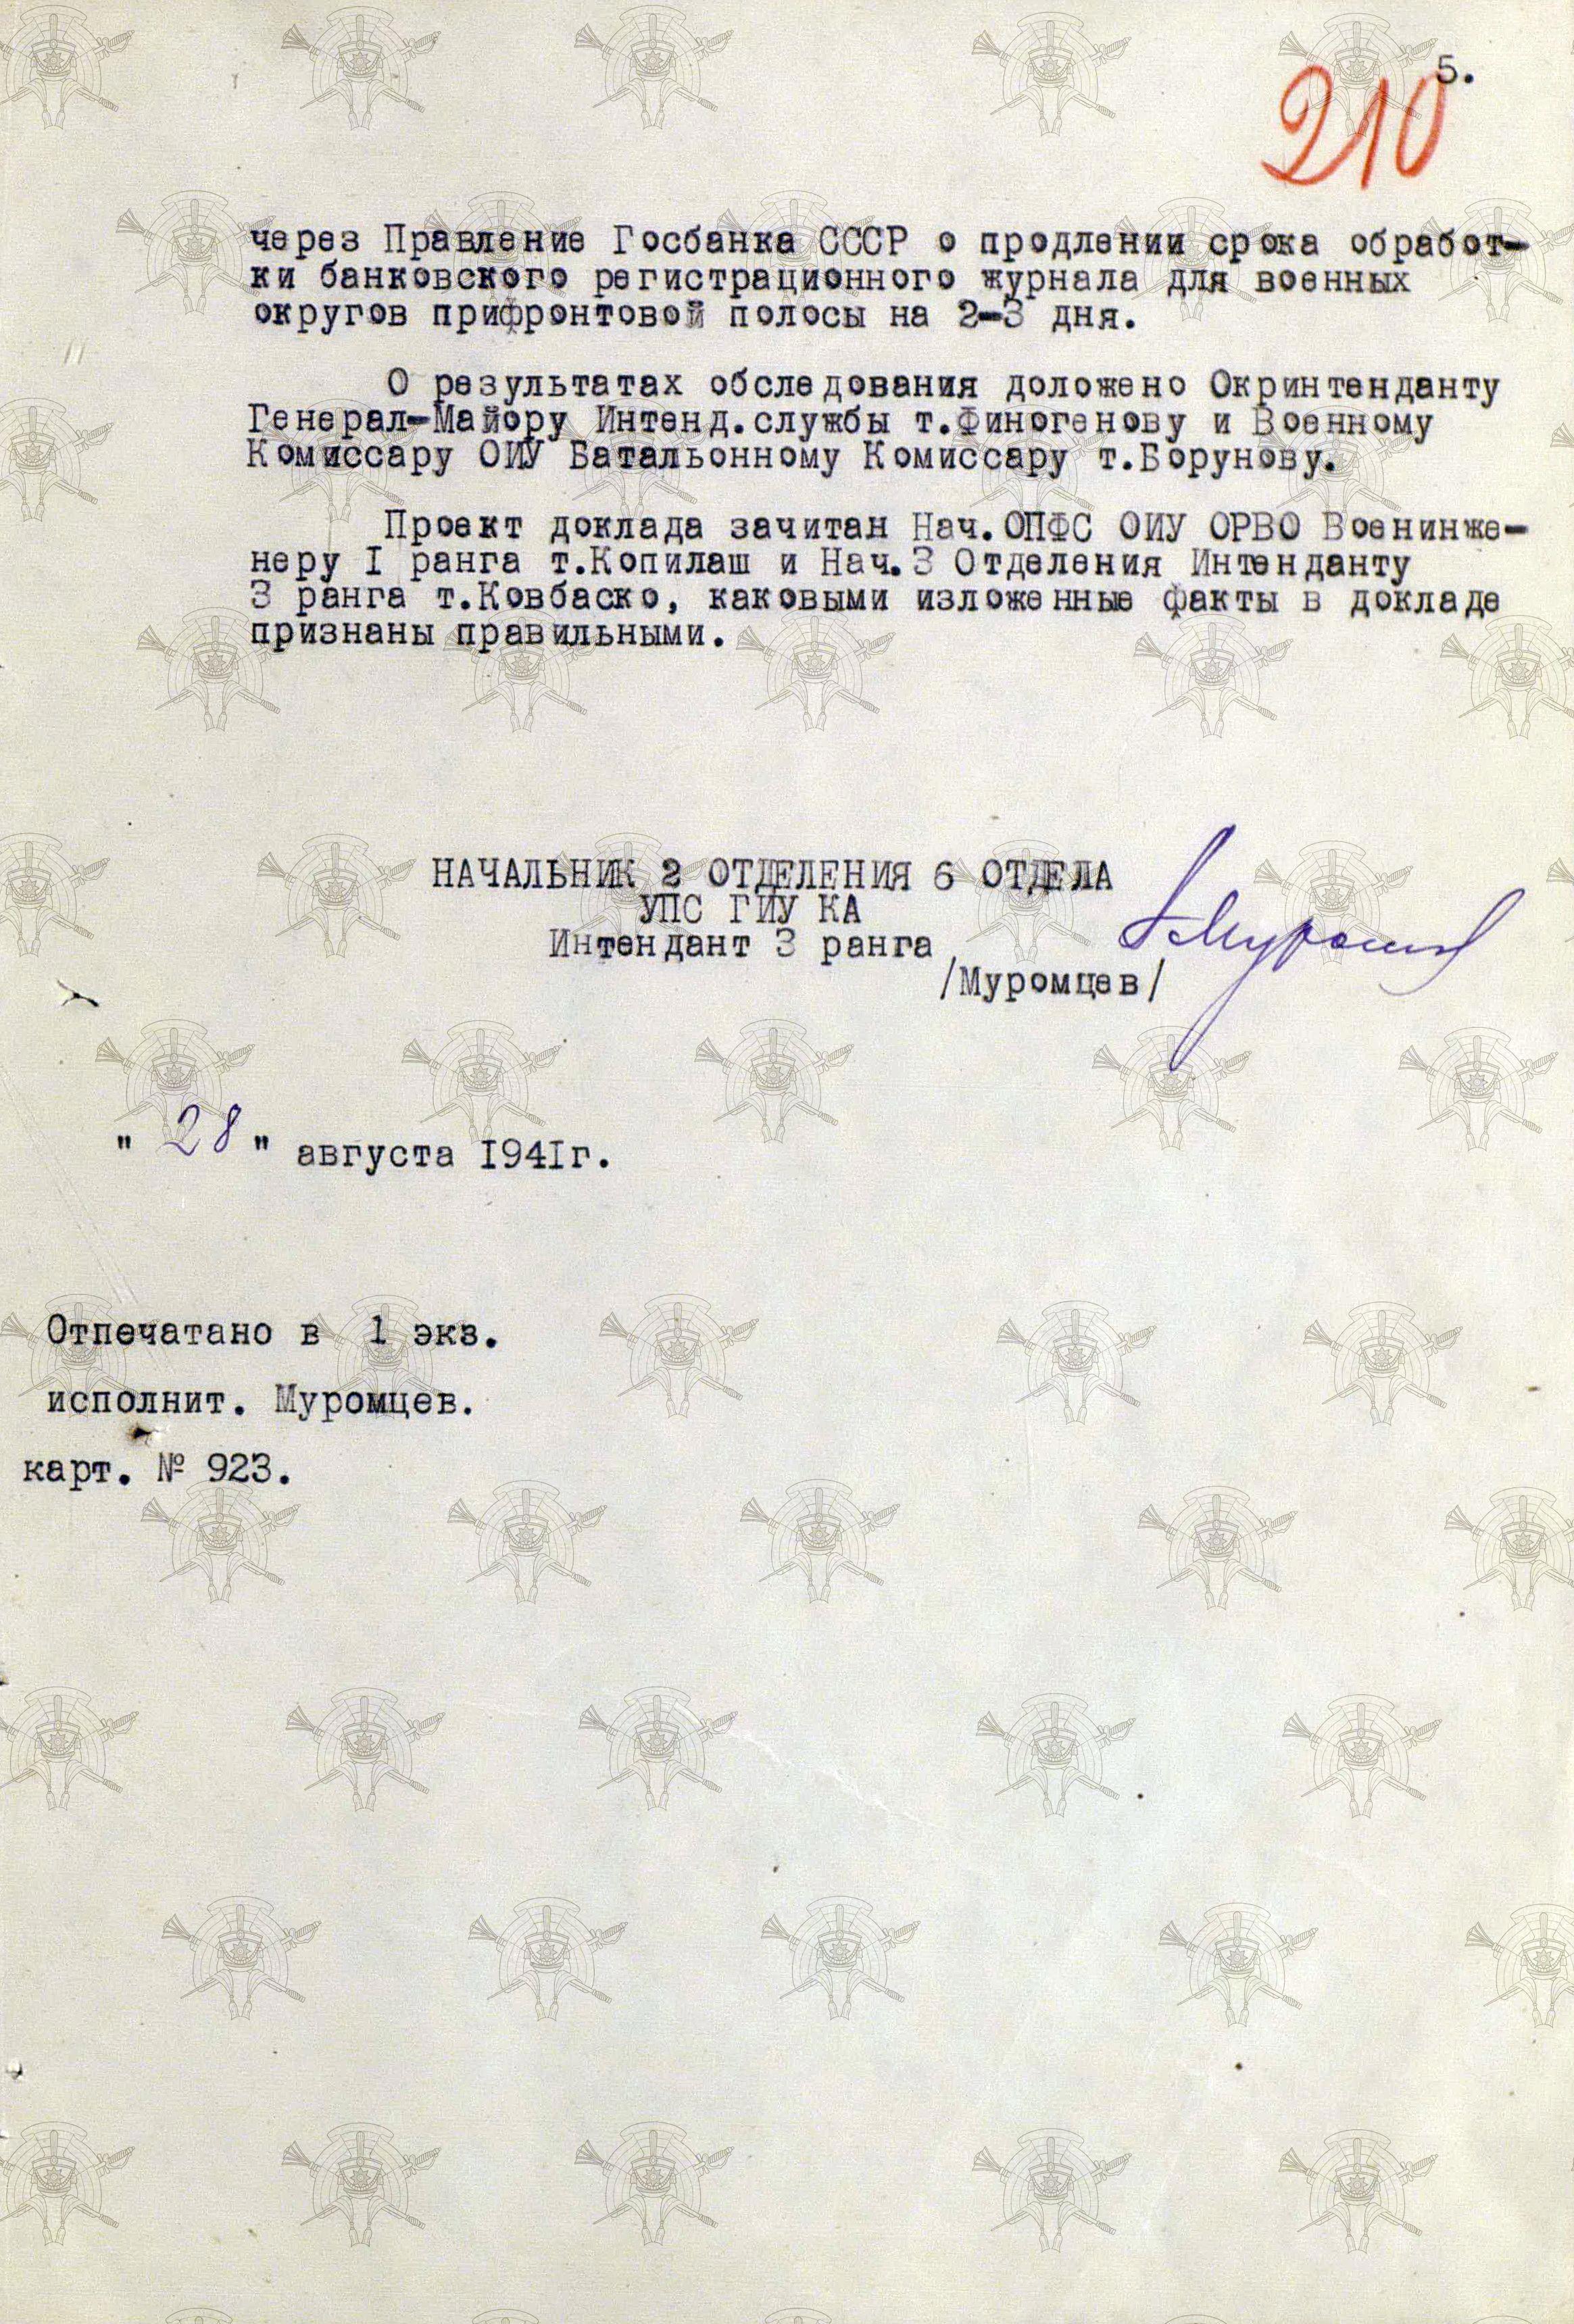 5.
210
через Правление Госбанка СССР о продлении срока обработ-
ки банковского регистрационного журнала для военных
округов прифронтовой полосы на 2-3 дня.
О результатах обследования доложено Окринтенданту
Генерал-Майору Интенд.службы т.Финогенову и Военному
Комиссару ОИУ Батальонному Комиссару т.Борунову.
Проект доклада зачитан Нач.ОПФС ОИУ ОРВО Военинже-
неру I ранга т.Копилаш и Нач.3 Отделения Интенданту
3 ранга т.Ковбаско, каковыми изложенные факты в докладе
признаны правильными.
НАЧАЛЬНИК 2 ОТДЕЛЕНИЯ 6 ОТДЕЛА
УПС ГИУ КА
Интендант 3 ранга
/Муромцев/
" 28 " августа 1941г.
Отпечатано в 1 экз.
исполнит. Муромцев.
карт. № 923.